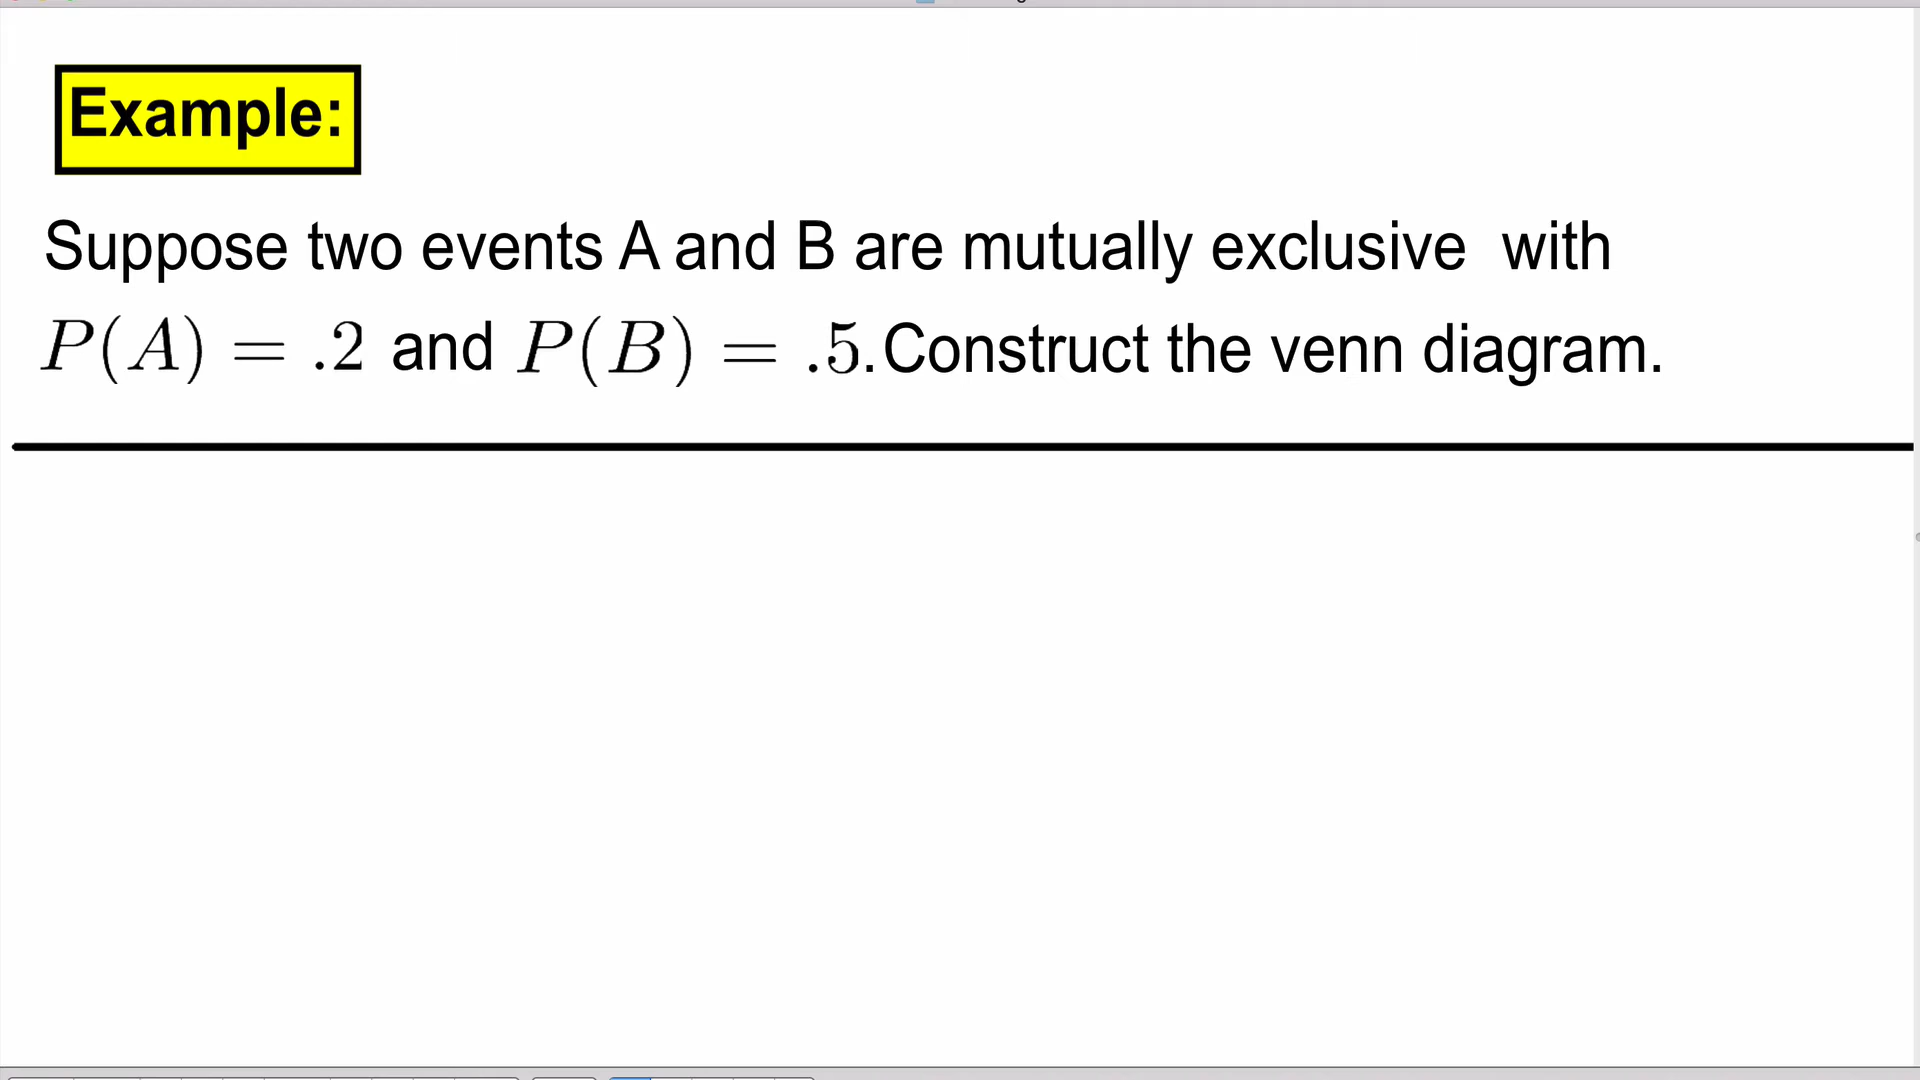 Example:
Suppose two events A and B are mutually exclusive with
P(A) = .2 and P(B) = .5. Construct the venn diagram.